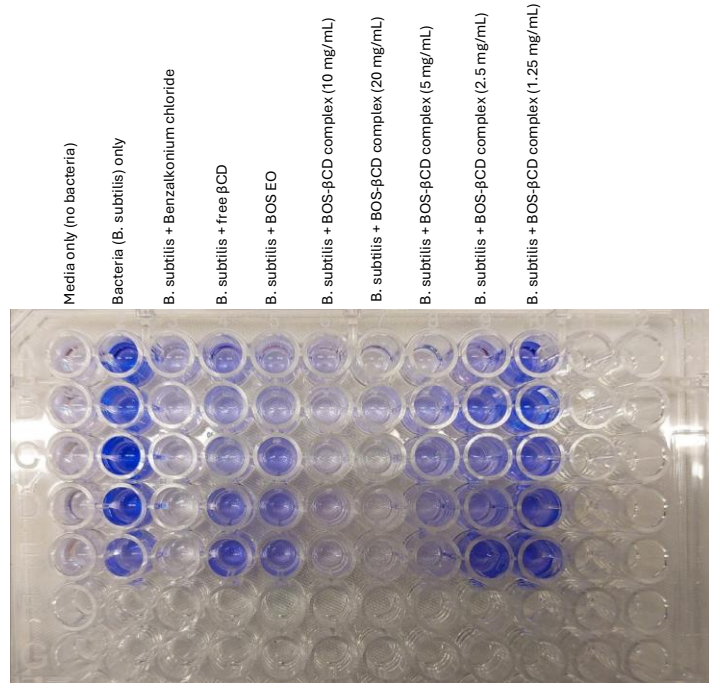 Media only (no bacteria)
Bacteria (B. subtilis) only
B. subtilis + Benzalkonium chloride
B. subtilis + free βCD
B. subtilis + BOS EO
B. subtilis + BOS-βCD complex (10 mg/mL)
B. subtilis + BOS-βCD complex (20 mg/mL)
B. subtilis + BOS-βCD complex (5 mg/mL)
B. subtilis + BOS-βCD complex (2.5 mg/mL)
B. subtilis + BOS-βCD complex (1.25 mg/mL)
C